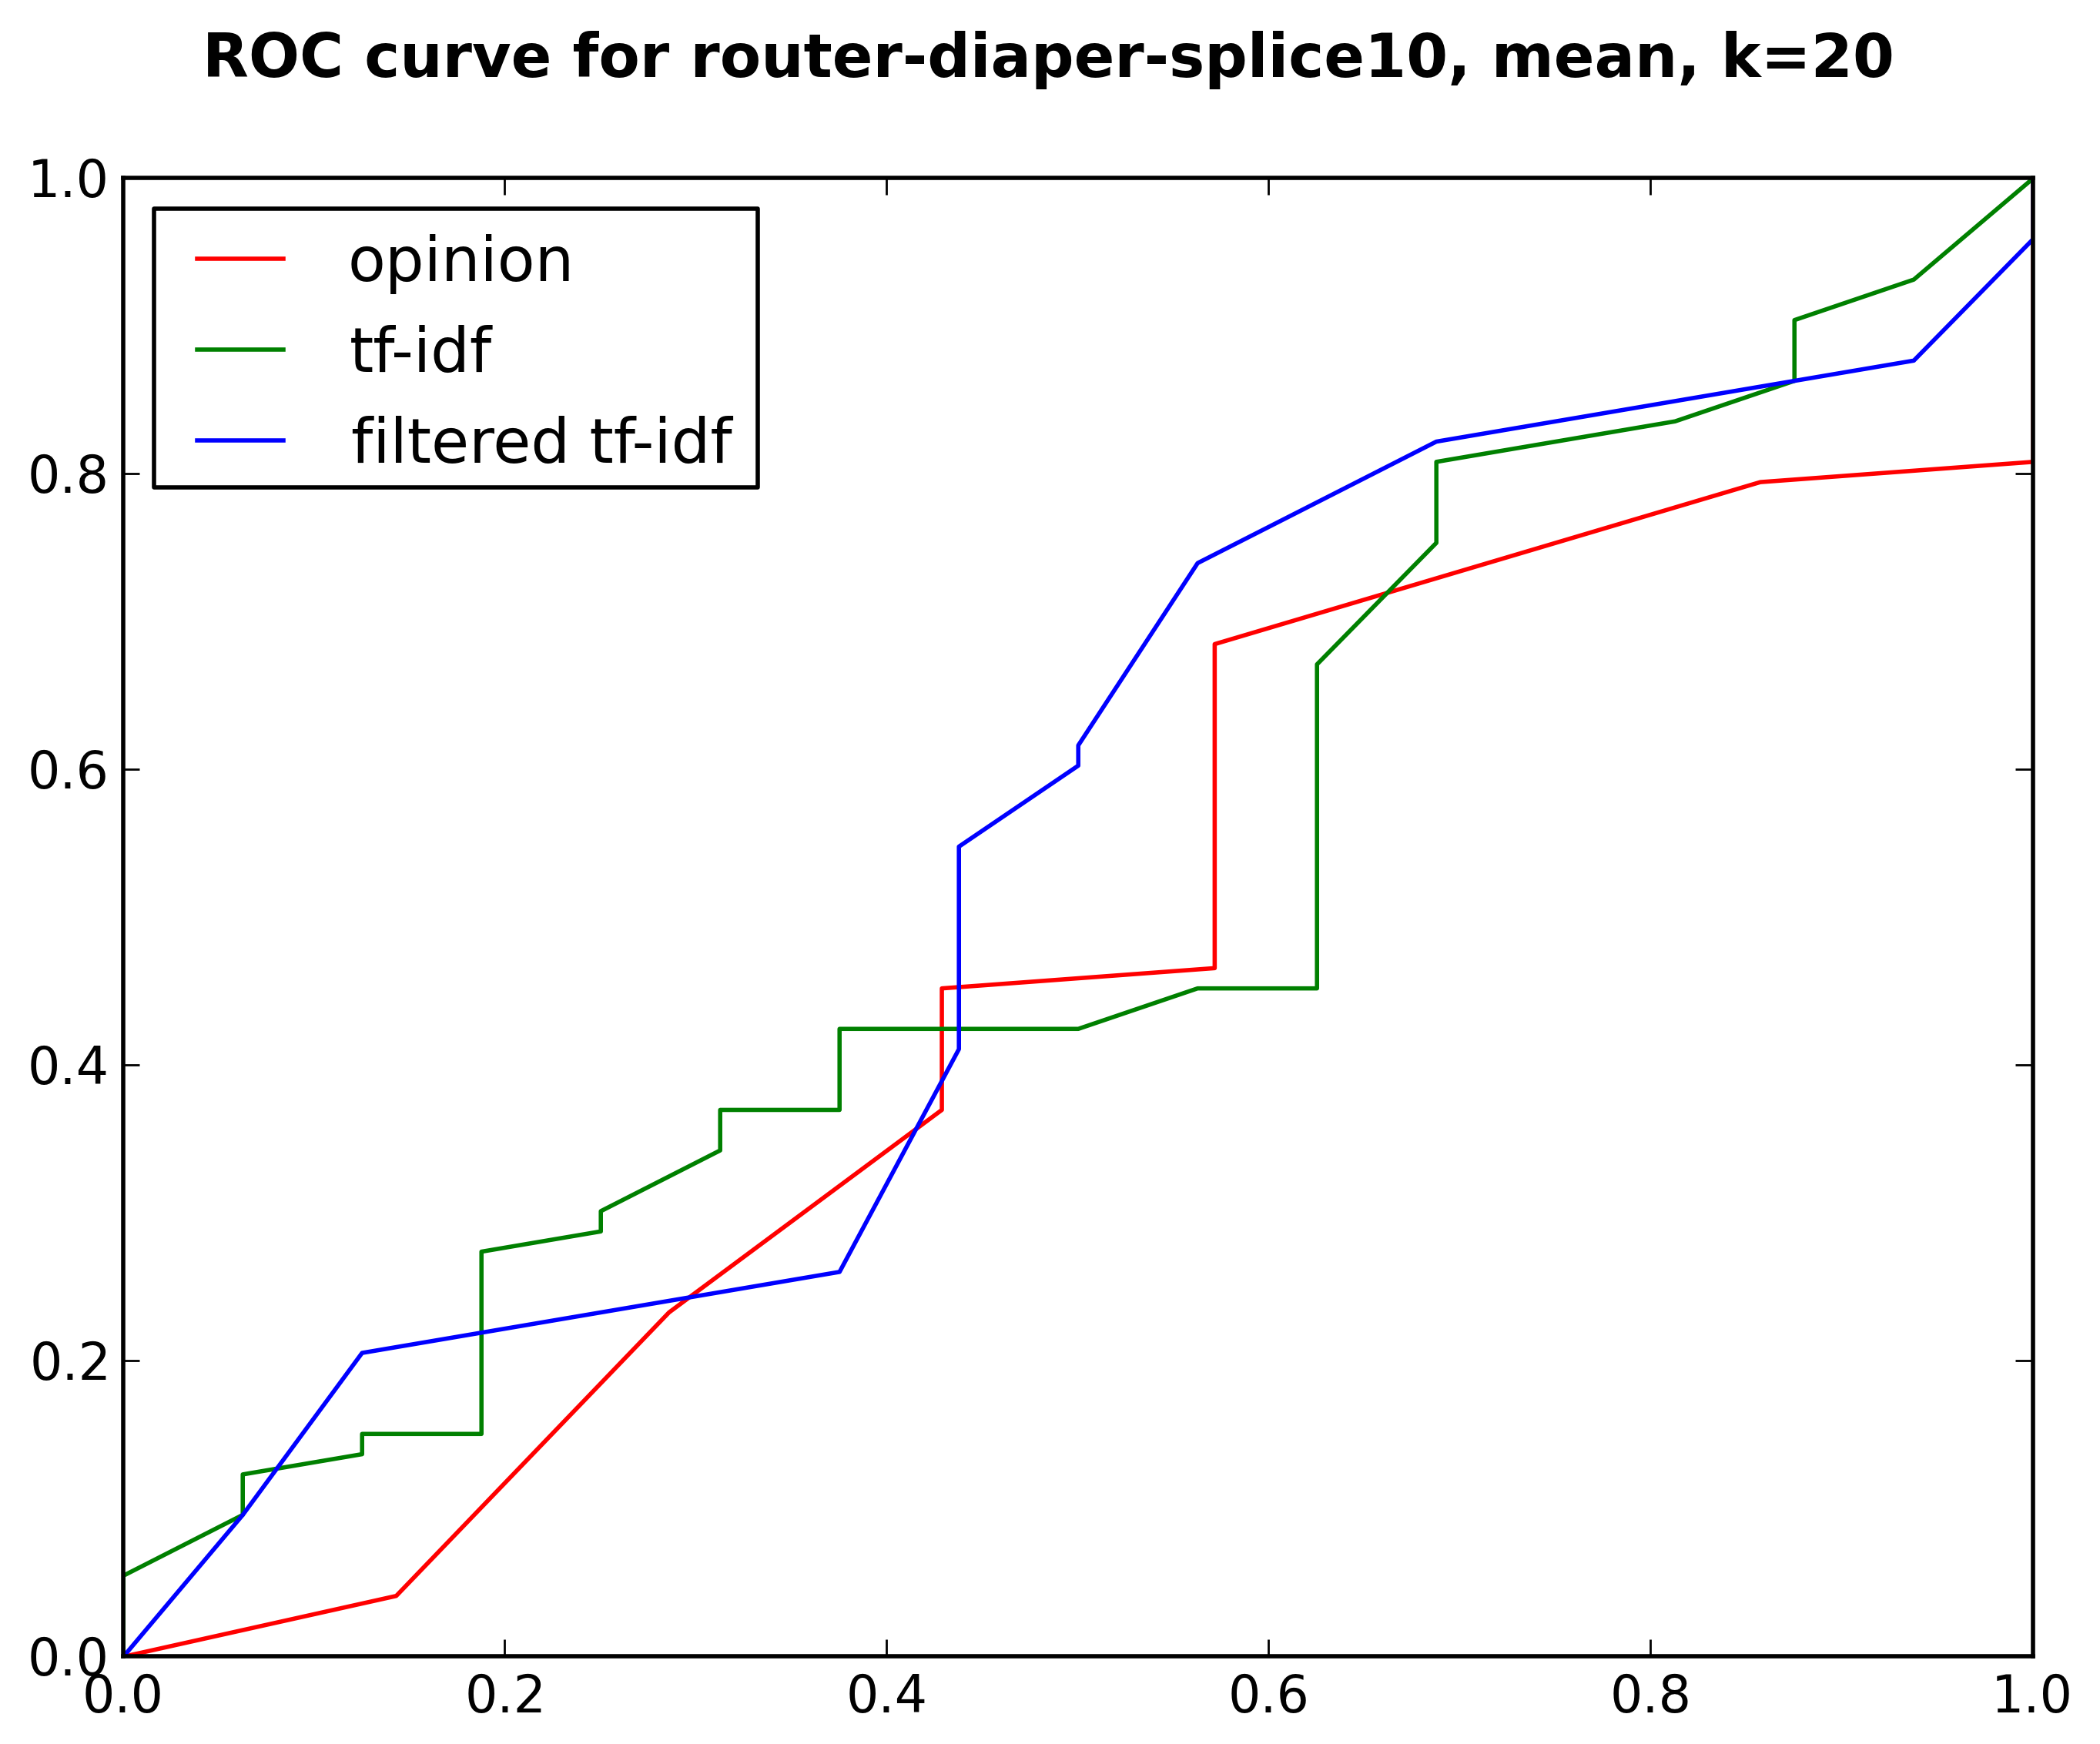 ROC curve for router-diaper-splice10, mean, k=20
1.0
opinion
tf-idf
filtered tf-idf
0.8
0.6
0.4
0.2
0.0
0.0 0.2 0.4 0.6 0.8 1.0